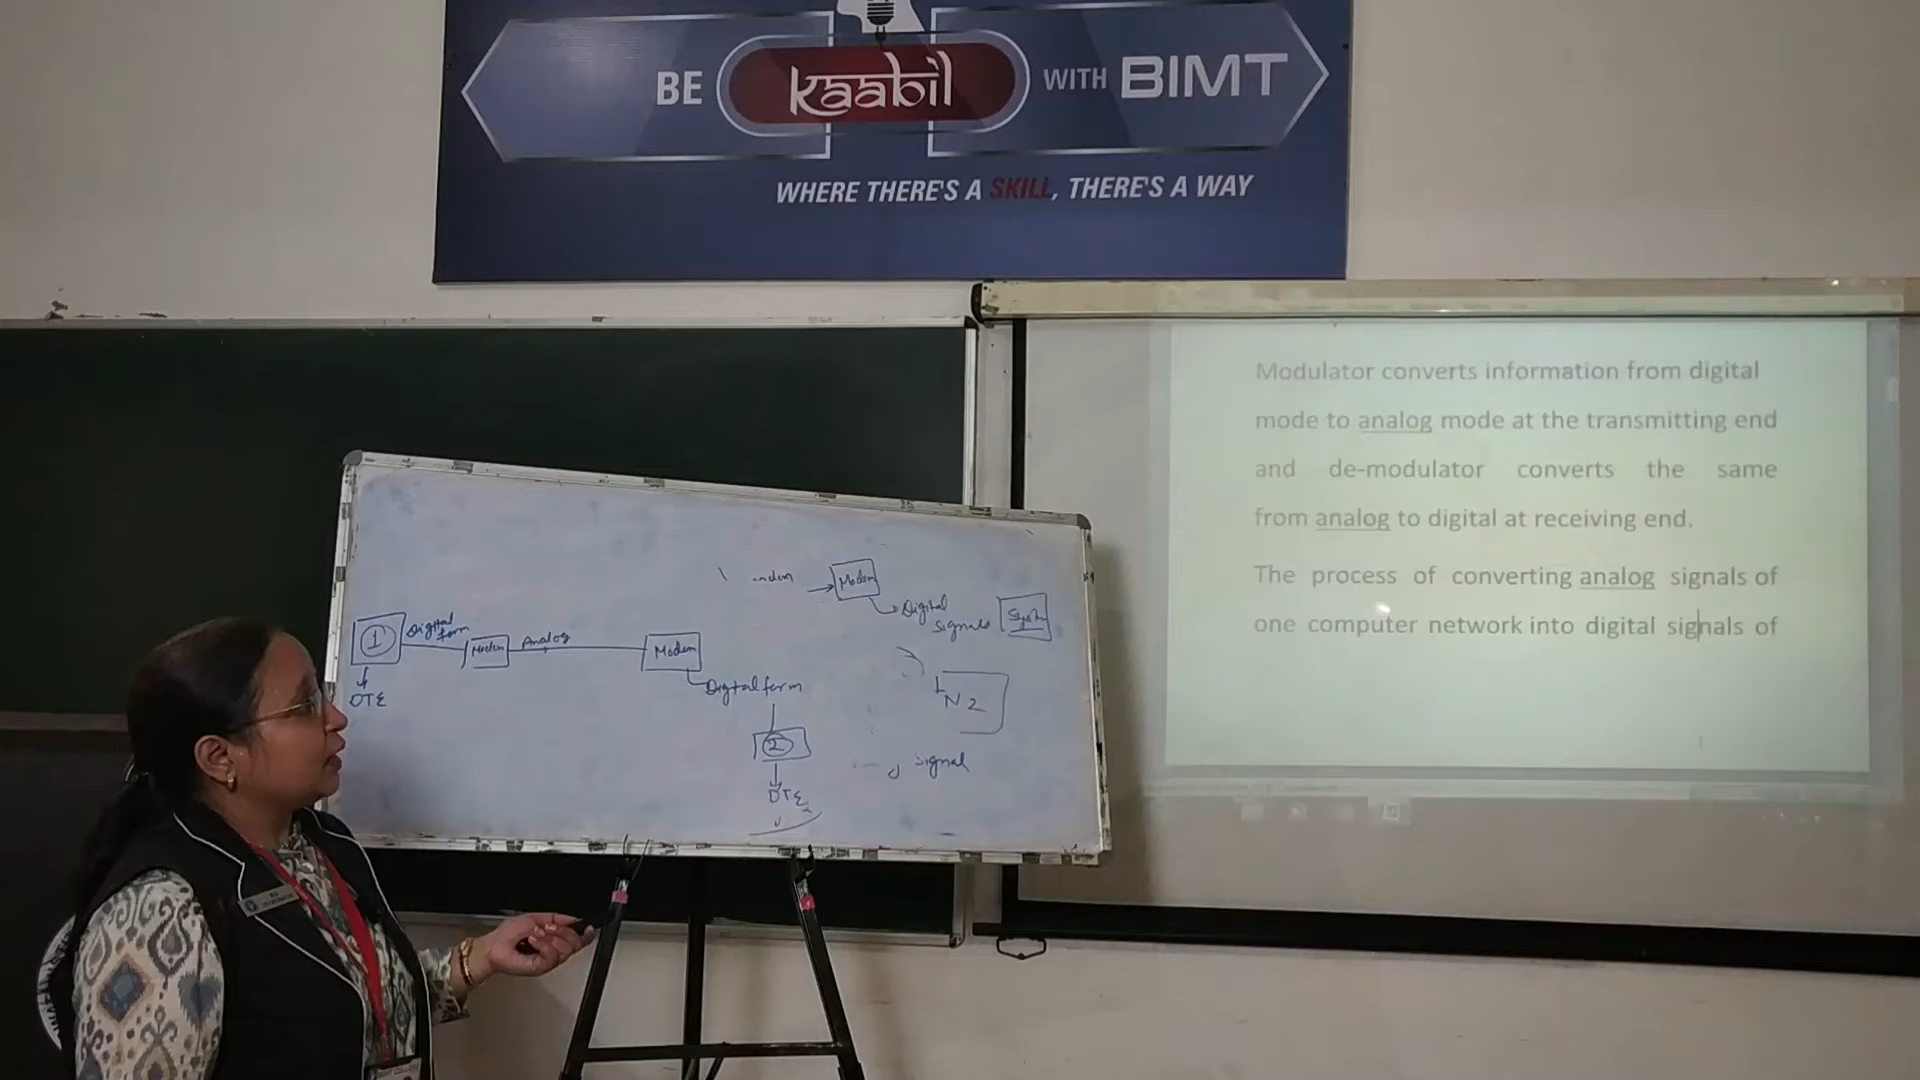 BE kaabil WITH BIMT
WHERE THERE'S A SKILL, THERE'S A WAY
Modulator converts information from digital
mode to analog mode at the transmitting end
and de-modulator converts the same
from analog to digital at receiving end.
The process of converting analog signals of
one computer network into digital signals of
1
Digital
form
Modem
Analog
Modem
DTE
Digital form
2
DTE
Modem
Digital
signals
N 2
signal